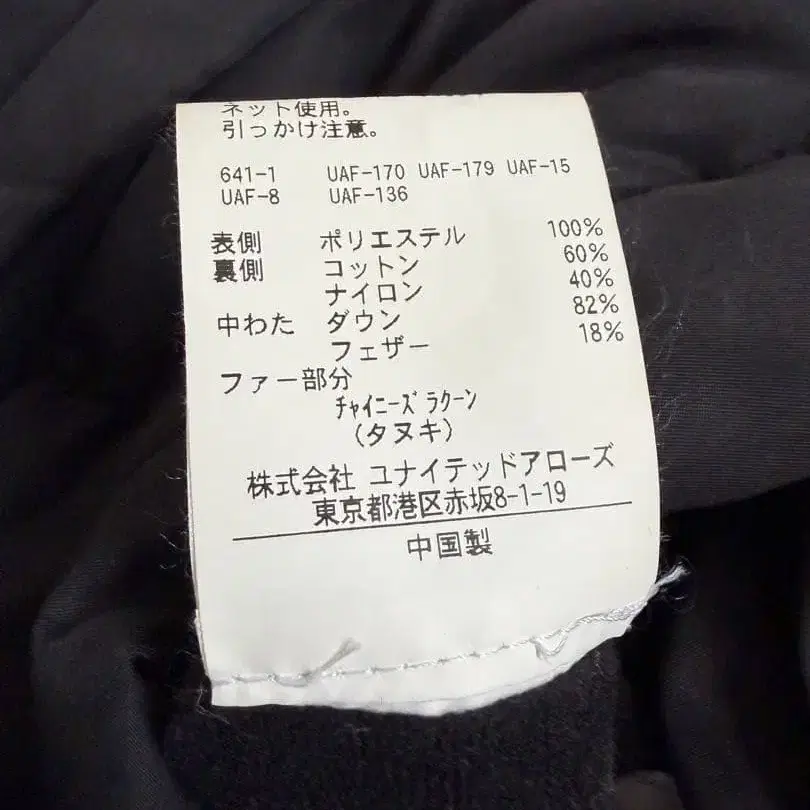 ネット使用。
引っかけ注意。
641-1 UAF-170 UAF-179 UAF-15
UAF-8 UAF-136
表側 ポリエステル 100%
裏側 コットン 60%
ナイロン 40%
中わた ダウン 82%
フェザー 18%
ファー部分
ﾁｬｲﾆｰｽﾞ ﾗｸｰﾝ
(タヌキ)
株式会社 ユナイテッドアローズ
東京都港区赤坂8-1-19
中国製